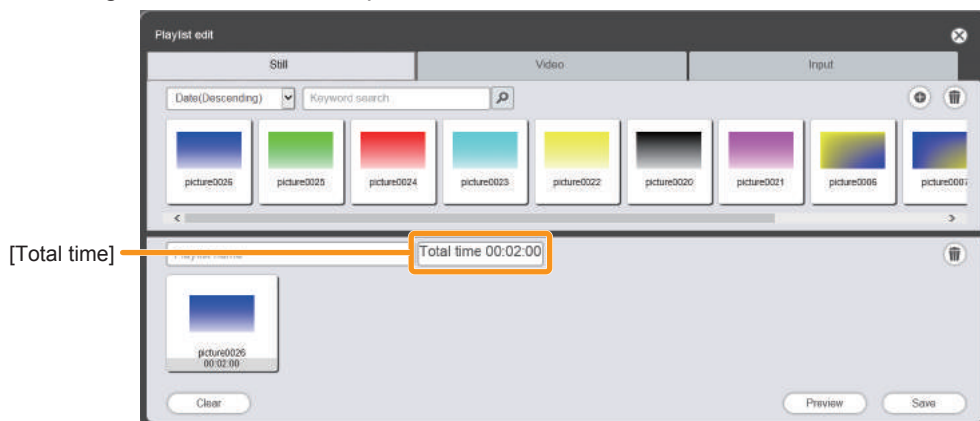 Playlist edit
Still
Video
Input
Date(Descending)
Keyword search
picture0026
picture0025
picture0024
picture0023
picture0022
picture0020
picture0021
picture0006
picture0007
[Total time]
Playlist name
Total time 00:02:00
picture0026
00:02:00
Clear
Preview
Save